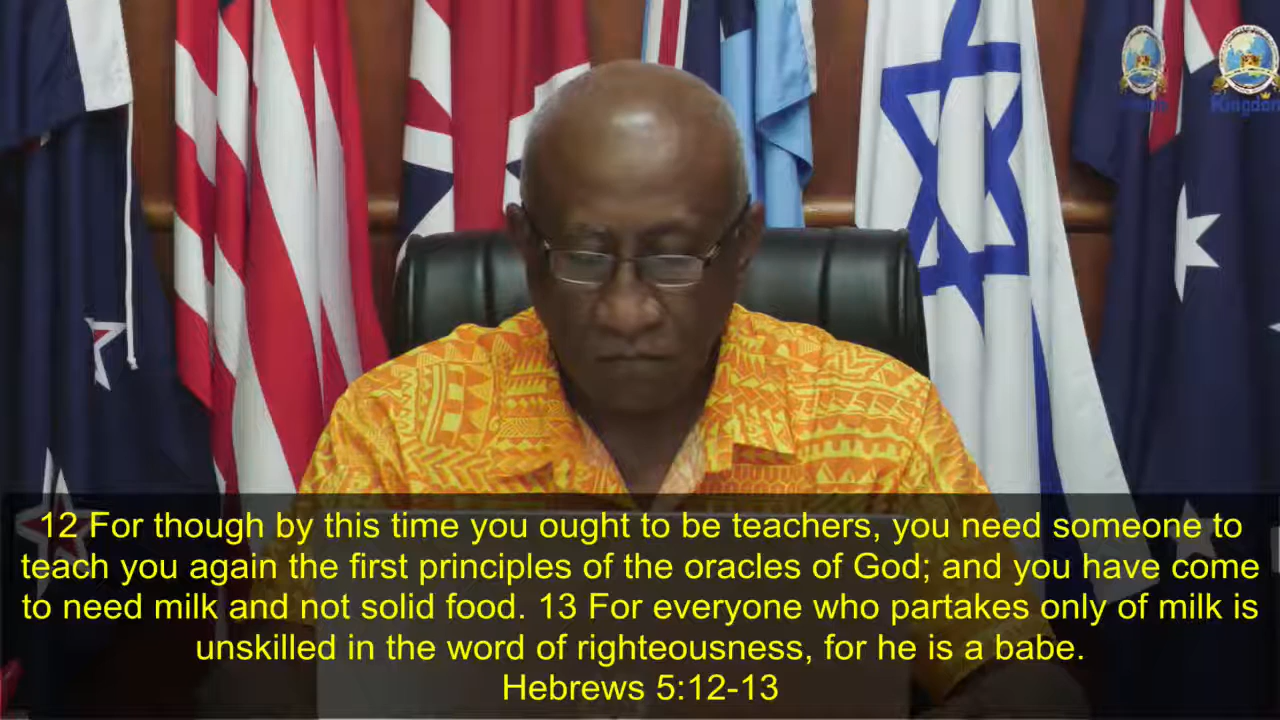 Kingdom
12 For though by this time you ought to be teachers, you need someone to
teach you again the first principles of the oracles of God; and you have come
to need milk and not solid food. 13 For everyone who partakes only of milk is
unskilled in the word of righteousness, for he is a babe.
Hebrews 5:12-13